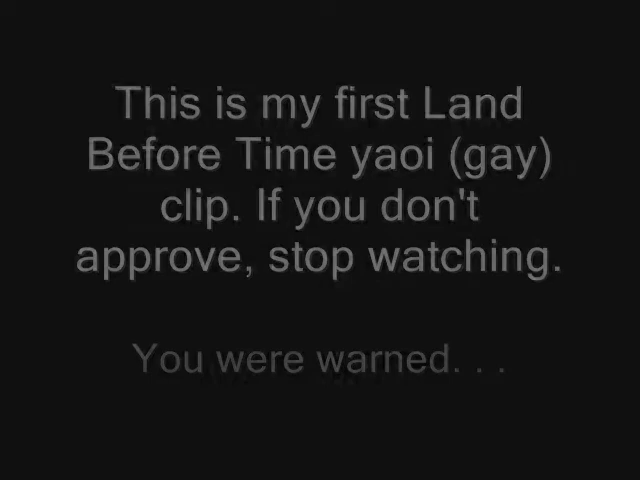 This is my first Land
Before Time yaoi (gay)
clip. If you don't
approve, stop watching.
You were warned. . .